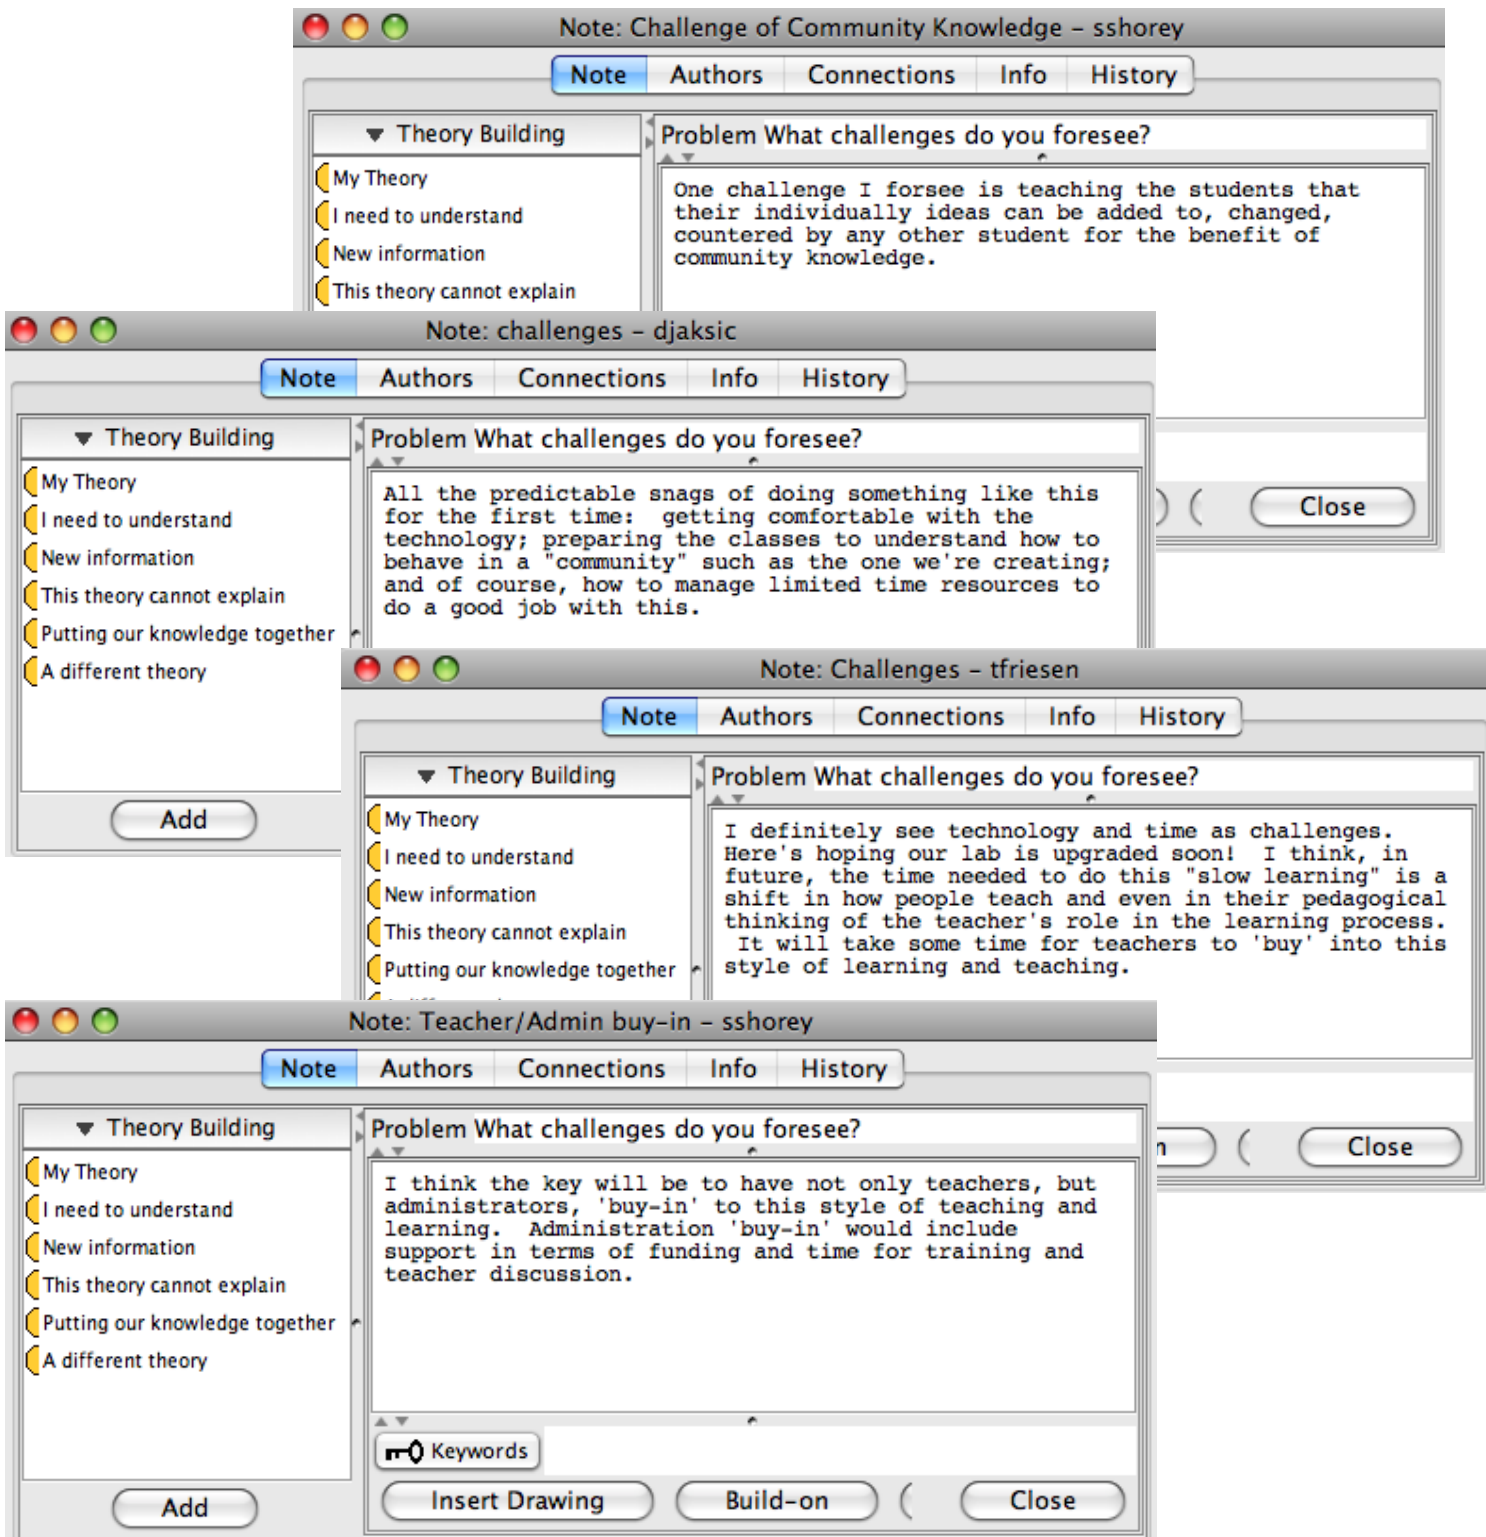 Note: Challenge of Community Knowledge – sshorey
Note Authors Connections Info History
Theory Building
My Theory
I need to understand
New information
This theory cannot explain
Problem What challenges do you foresee?
One challenge I forsee is teaching the students that
their individually ideas can be added to, changed,
countered by any other student for the benefit of
community knowledge.
Close
Note: challenges – djaksic
Note Authors Connections Info History
Theory Building
My Theory
I need to understand
New information
This theory cannot explain
Putting our knowledge together
A different theory
Add
Problem What challenges do you foresee?
All the predictable snags of doing something like this
for the first time:  getting comfortable with the
technology; preparing the classes to understand how to
behave in a "community" such as the one we're creating;
and of course, how to manage limited time resources to
do a good job with this.
Note: Challenges – tfriesen
Note Authors Connections Info History
Theory Building
My Theory
I need to understand
New information
This theory cannot explain
Putting our knowledge together
Problem What challenges do you foresee?
I definitely see technology and time as challenges.
Here's hoping our lab is upgraded soon!  I think, in
future, the time needed to do this "slow learning" is a
shift in how people teach and even in their pedagogical
thinking of the teacher's role in the learning process.
It will take some time for teachers to 'buy' into this
style of learning and teaching.
n
Close
Note: Teacher/Admin buy-in – sshorey
Note Authors Connections Info History
Theory Building
My Theory
I need to understand
New information
This theory cannot explain
Putting our knowledge together
A different theory
Add
Problem What challenges do you foresee?
I think the key will be to have not only teachers, but
administrators, 'buy-in' to this style of teaching and
learning.  Administration 'buy-in' would include
support in terms of funding and time for training and
teacher discussion.
Keywords
Insert Drawing Build-on Close